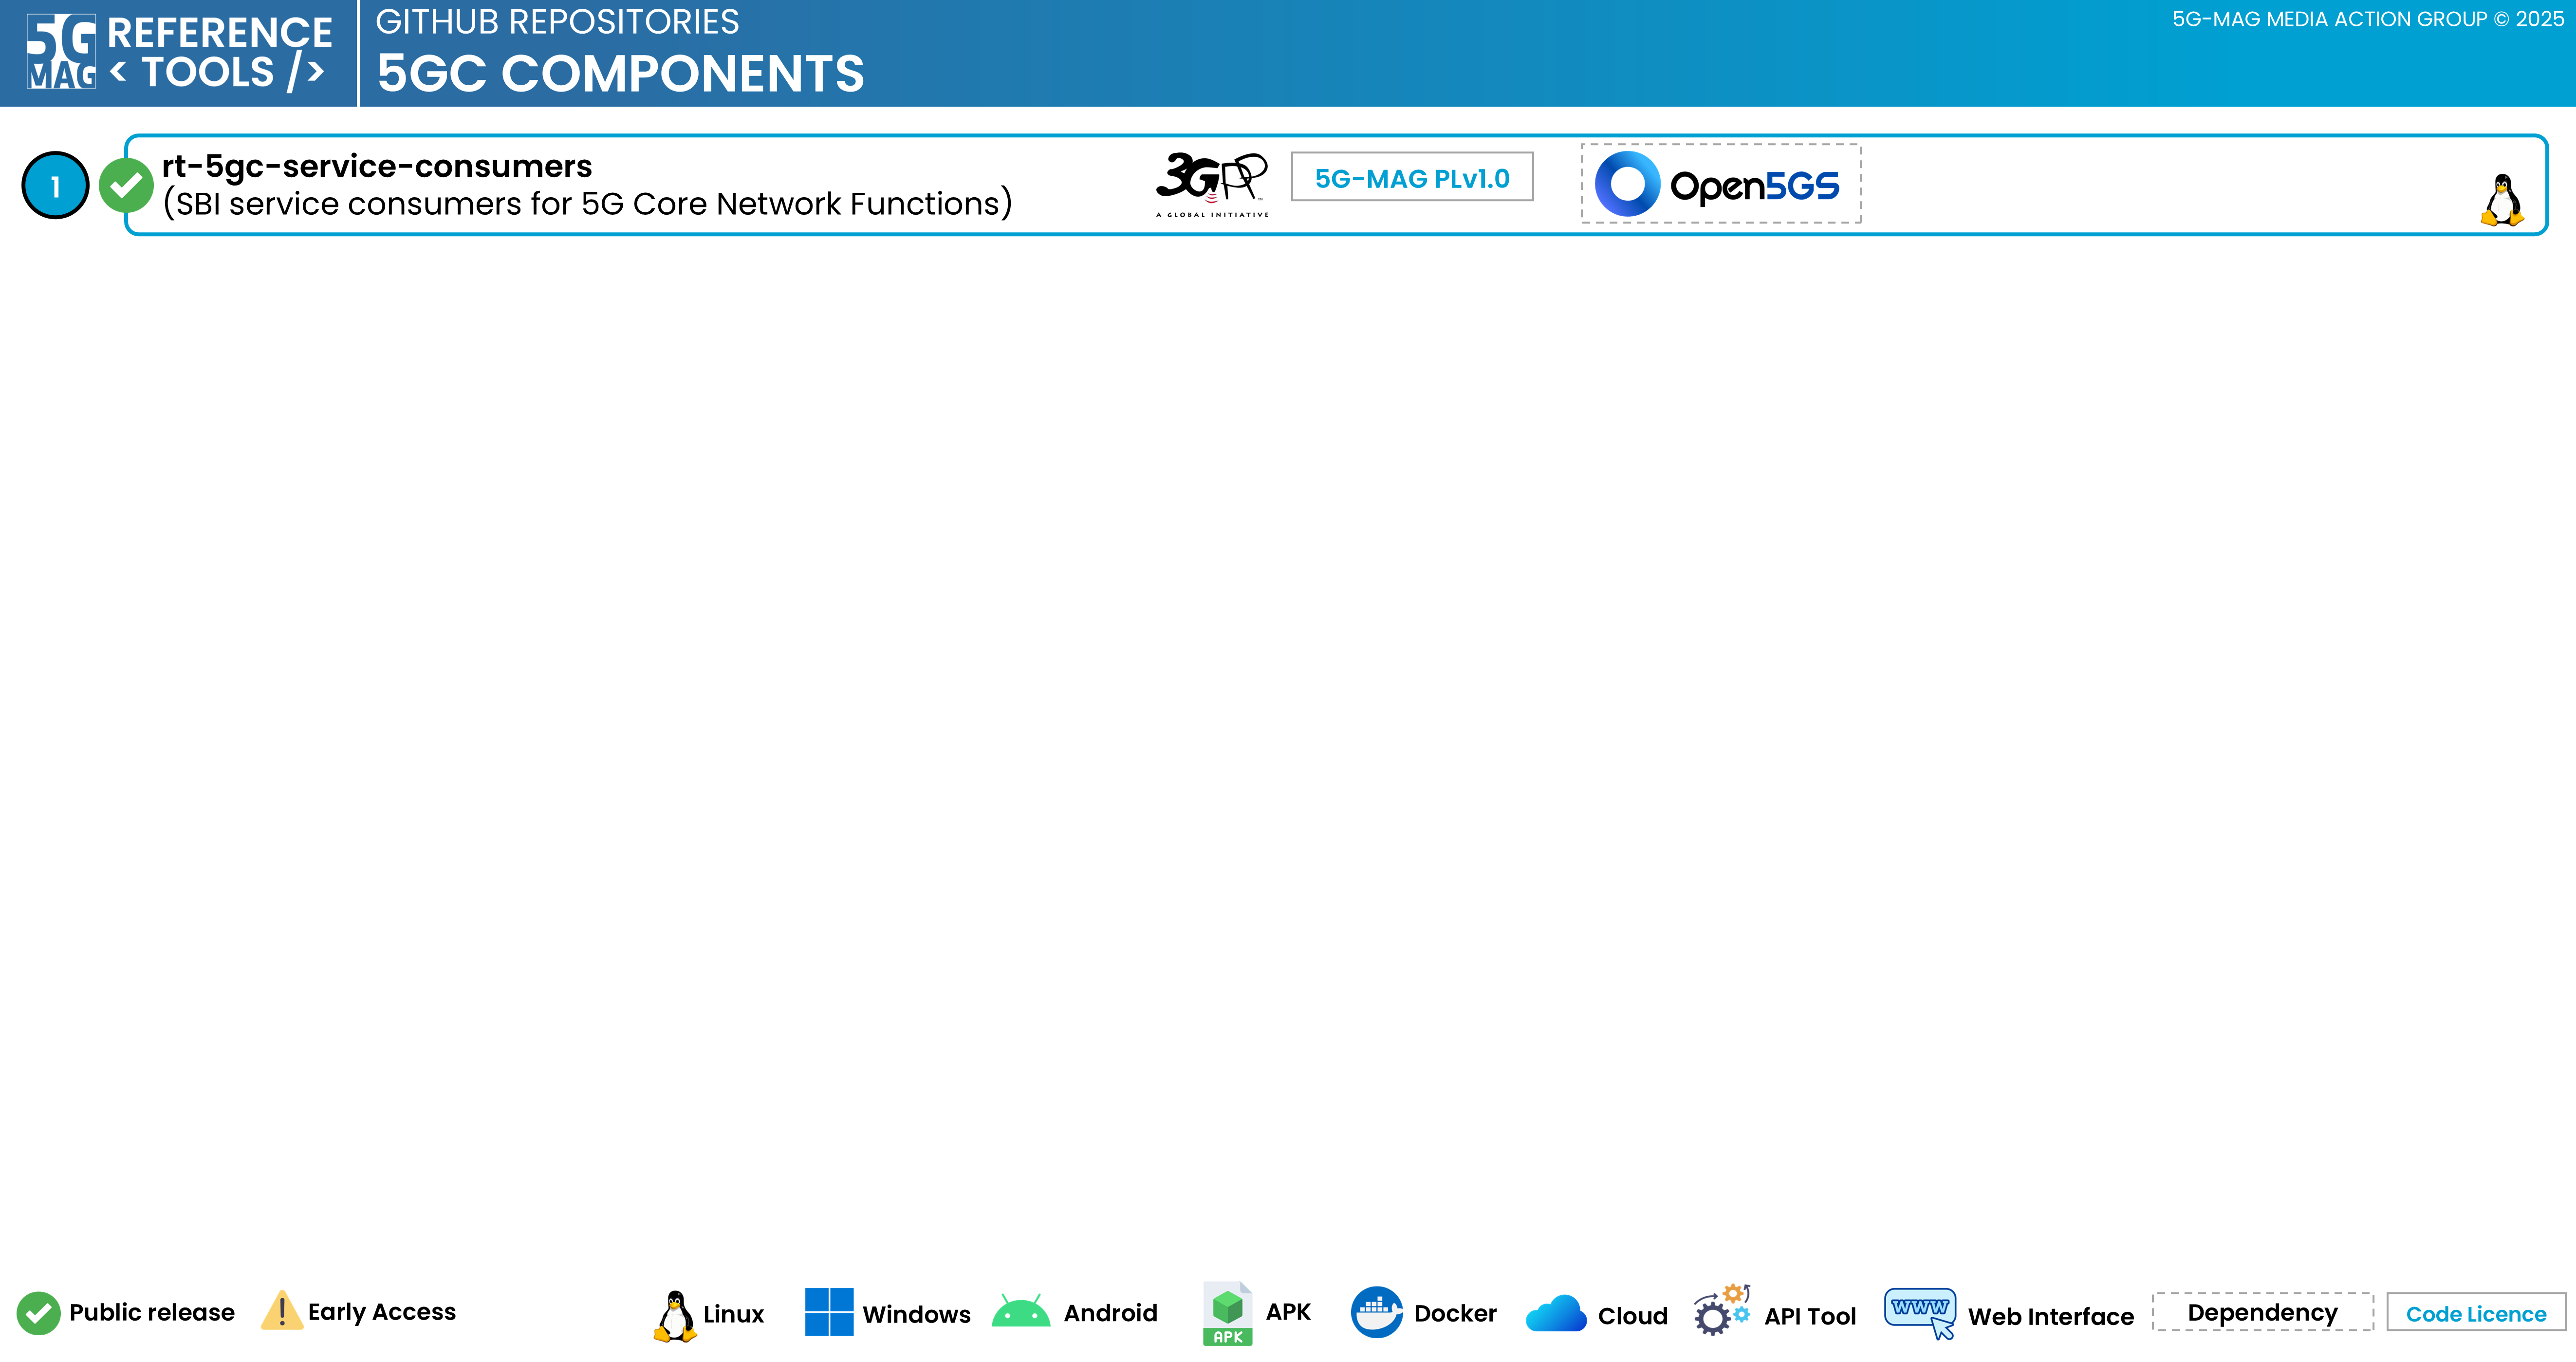 5G
MAG
REFERENCE
< TOOLS />
GITHUB REPOSITORIES
5GC COMPONENTS
5G-MAG MEDIA ACTION GROUP © 2025
1
rt-5gc-service-consumers
(SBI service consumers for 5G Core Network Functions)
3GPP
TM
A GLOBAL INITIATIVE
5G-MAG PLv1.0
Open5GS
Public release
Early Access
Linux
Windows
Android
APK
APK
Docker
Cloud
API Tool
WWW
Web Interface
Dependency
Code Licence